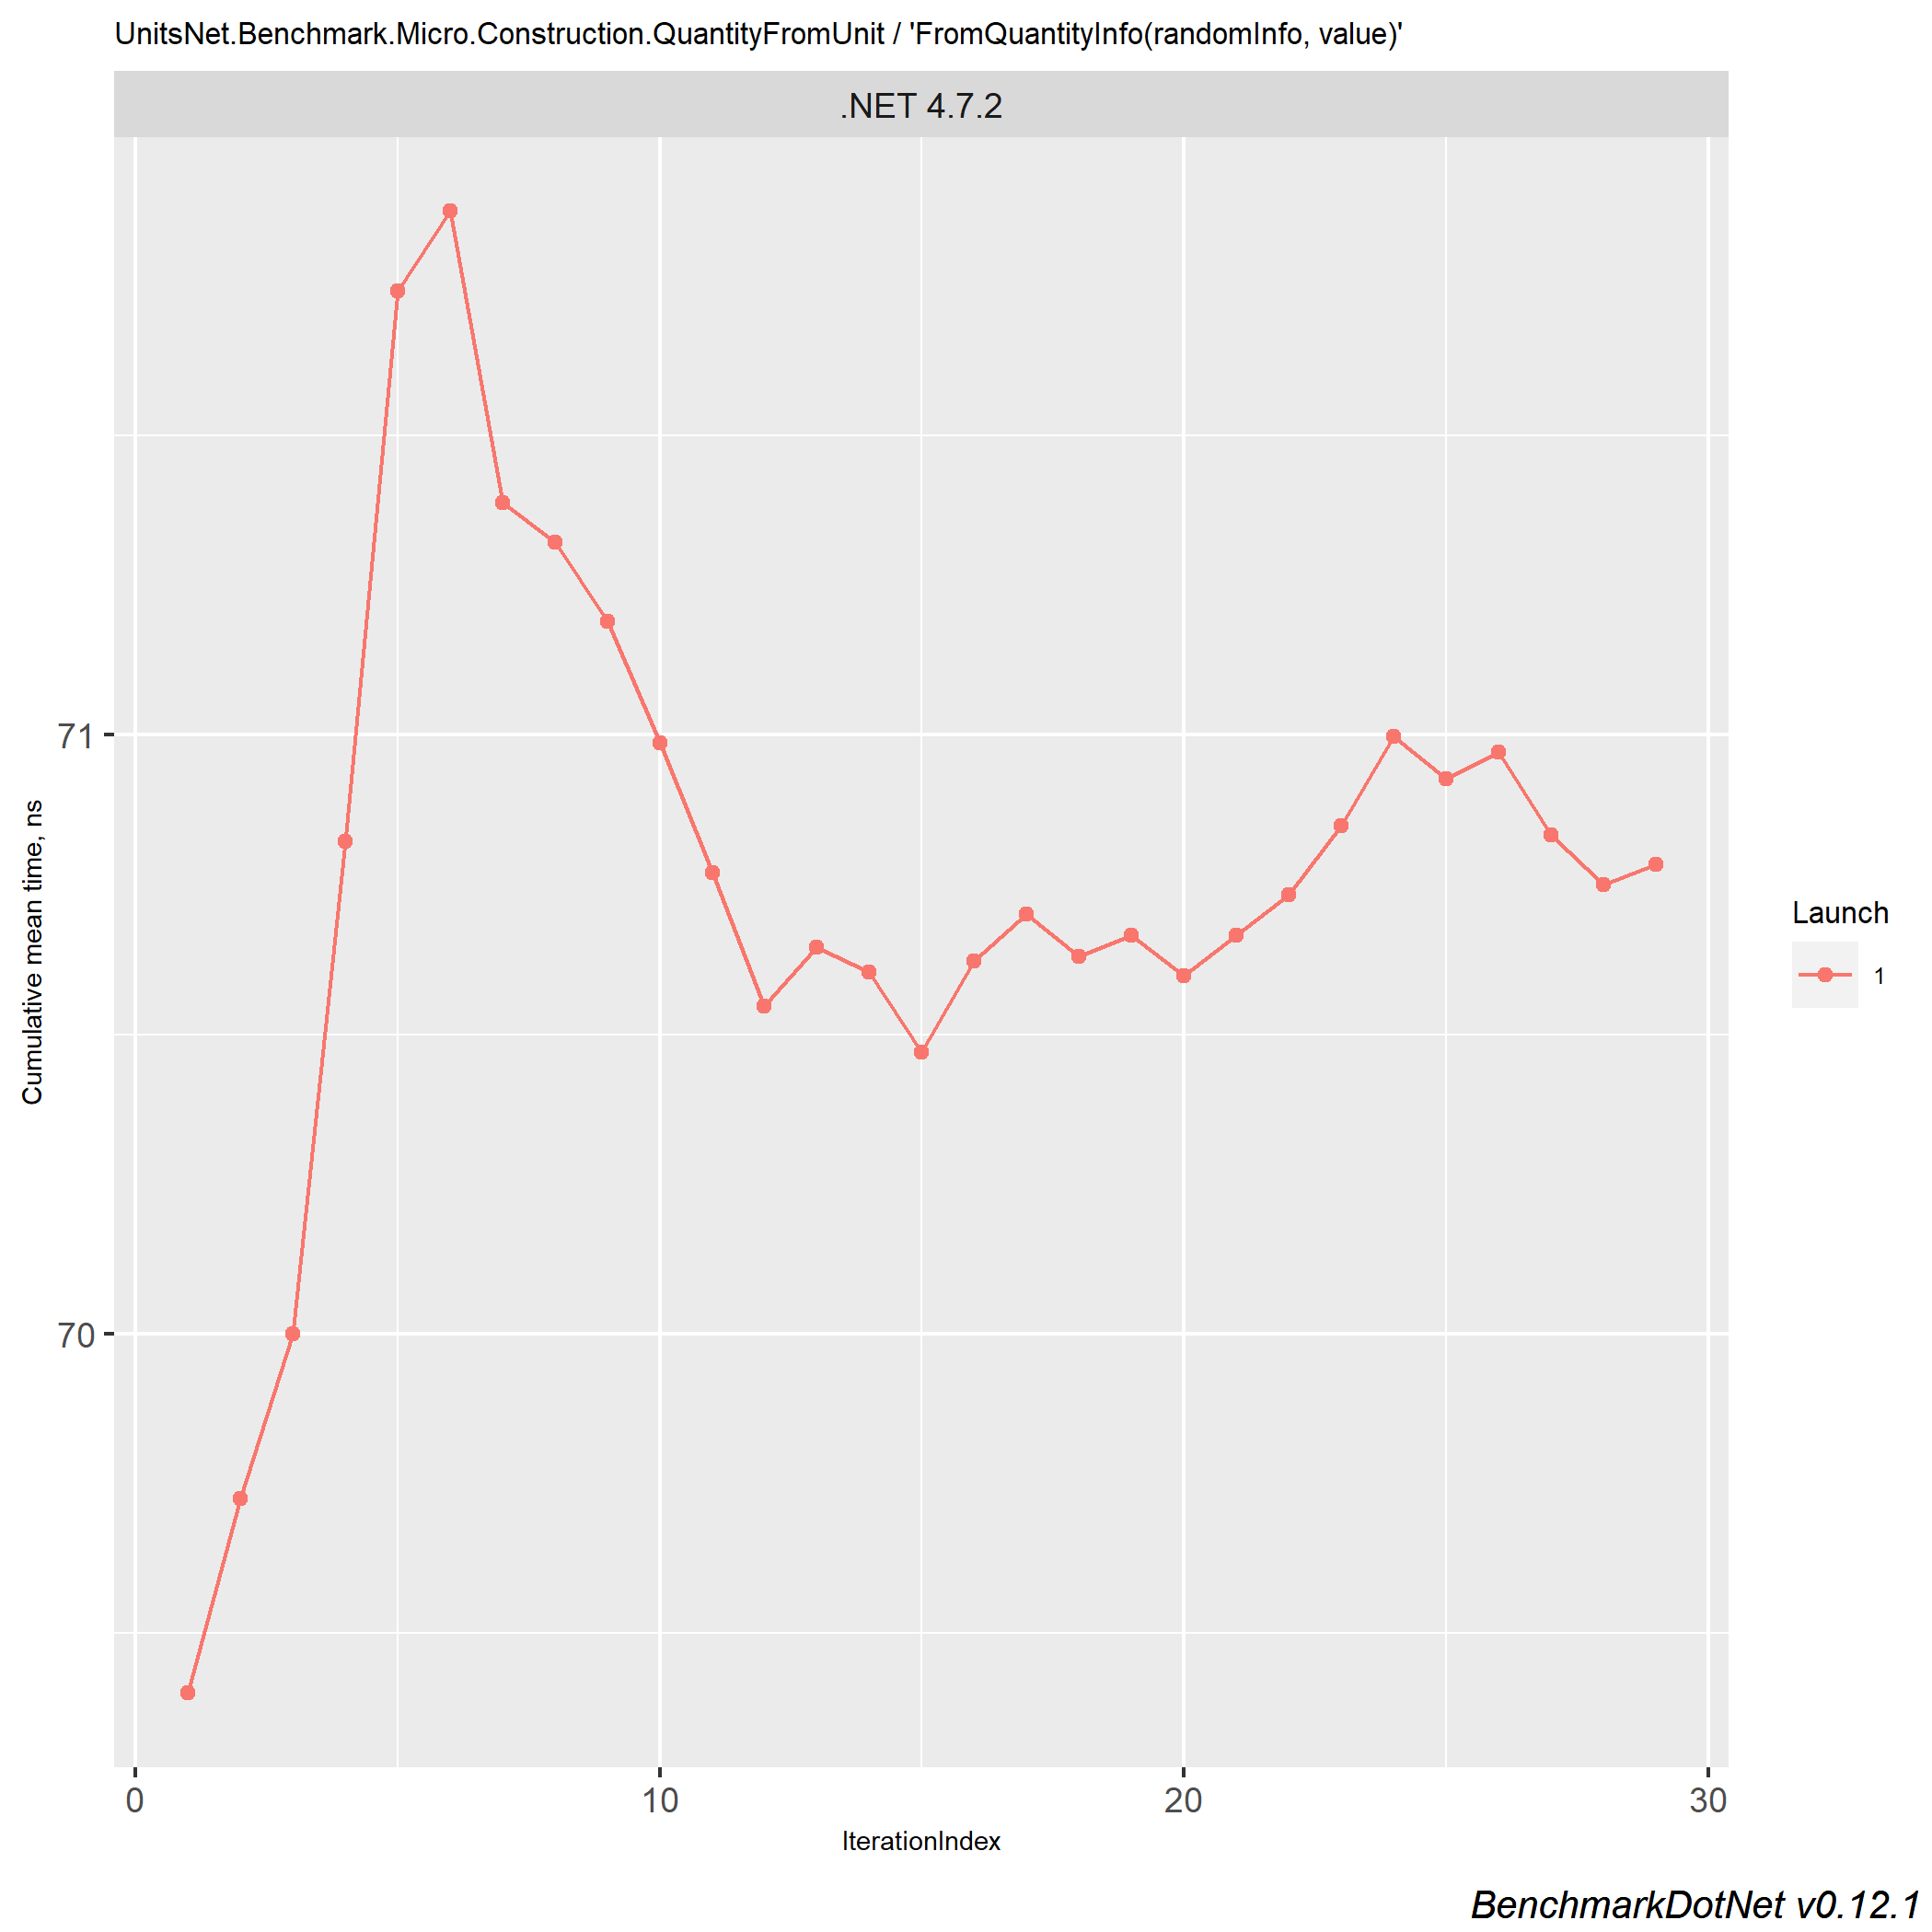 UnitsNet.Benchmark.Micro.Construction.QuantityFromUnit / 'FromQuantityInfo(randomInfo, value)'
.NET 4.7.2
71
70
Cumulative mean time, ns
0 10 20 30
IterationIndex
Launch
1
BenchmarkDotNet v0.12.1